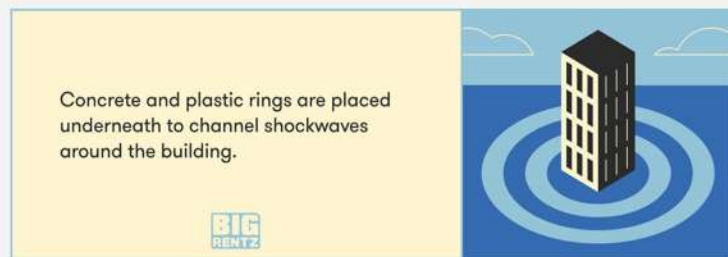 Concrete and plastic rings are placed
underneath to channel shockwaves
around the building.
BIG
RENTZ